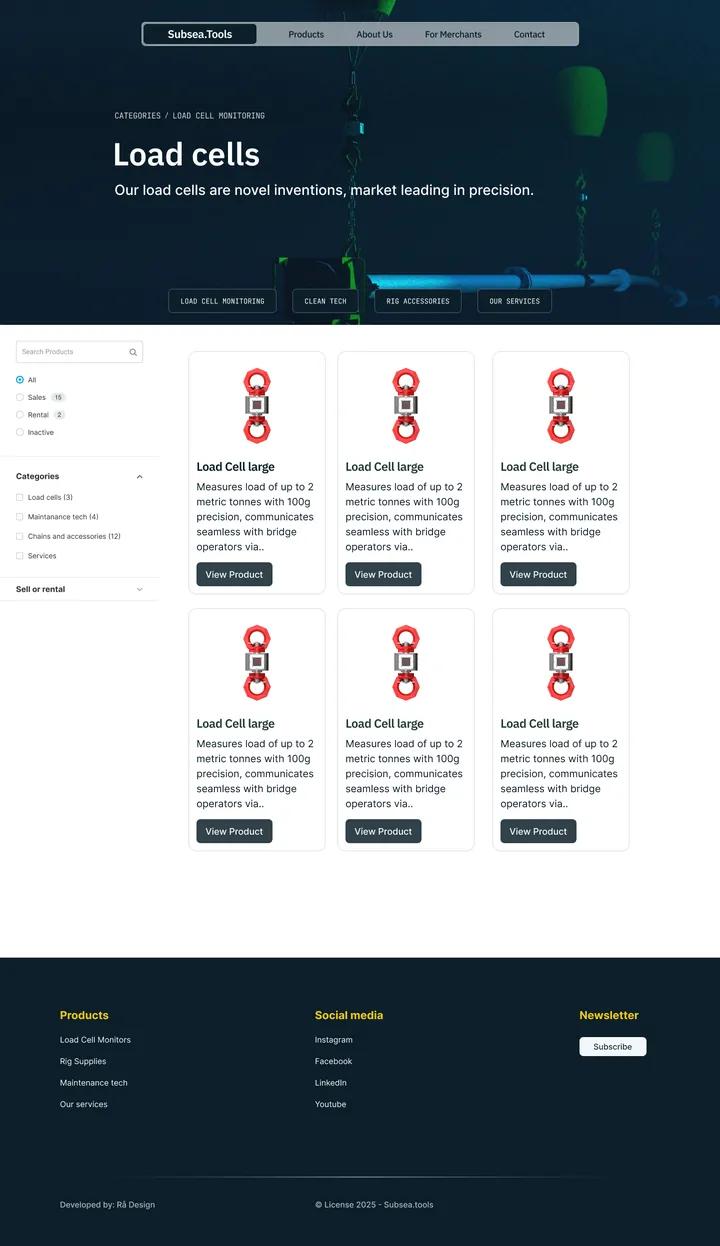 Subsea.Tools
Products
About Us
For Merchants
Contact
CATEGORIES / LOAD CELL MONITORING
Load cells
Our load cells are novel inventions, market leading in precision.
LOAD CELL MONITORING
CLEAN TECH
RIG ACCESSORIES
OUR SERVICES
Search Products
All
Sales 15
Rental 2
Inactive
Categories
Load cells (3)
Maintanance tech (4)
Chains and accessories (12)
Services
Sell or rental
Load Cell large
Measures load of up to 2
metric tonnes with 100g
precision, communicates
seamless with bridge
operators via..
View Product
Load Cell large
Measures load of up to 2
metric tonnes with 100g
precision, communicates
seamless with bridge
operators via..
View Product
Load Cell large
Measures load of up to 2
metric tonnes with 100g
precision, communicates
seamless with bridge
operators via..
View Product
Load Cell large
Measures load of up to 2
metric tonnes with 100g
precision, communicates
seamless with bridge
operators via..
View Product
Load Cell large
Measures load of up to 2
metric tonnes with 100g
precision, communicates
seamless with bridge
operators via..
View Product
Load Cell large
Measures load of up to 2
metric tonnes with 100g
precision, communicates
seamless with bridge
operators via..
View Product
Products
Load Cell Monitors
Rig Supplies
Maintenance tech
Our services
Social media
Instagram
Facebook
LinkedIn
Youtube
Newsletter
Subscribe
Developed by: Rå Design
© License 2025 - Subsea.tools